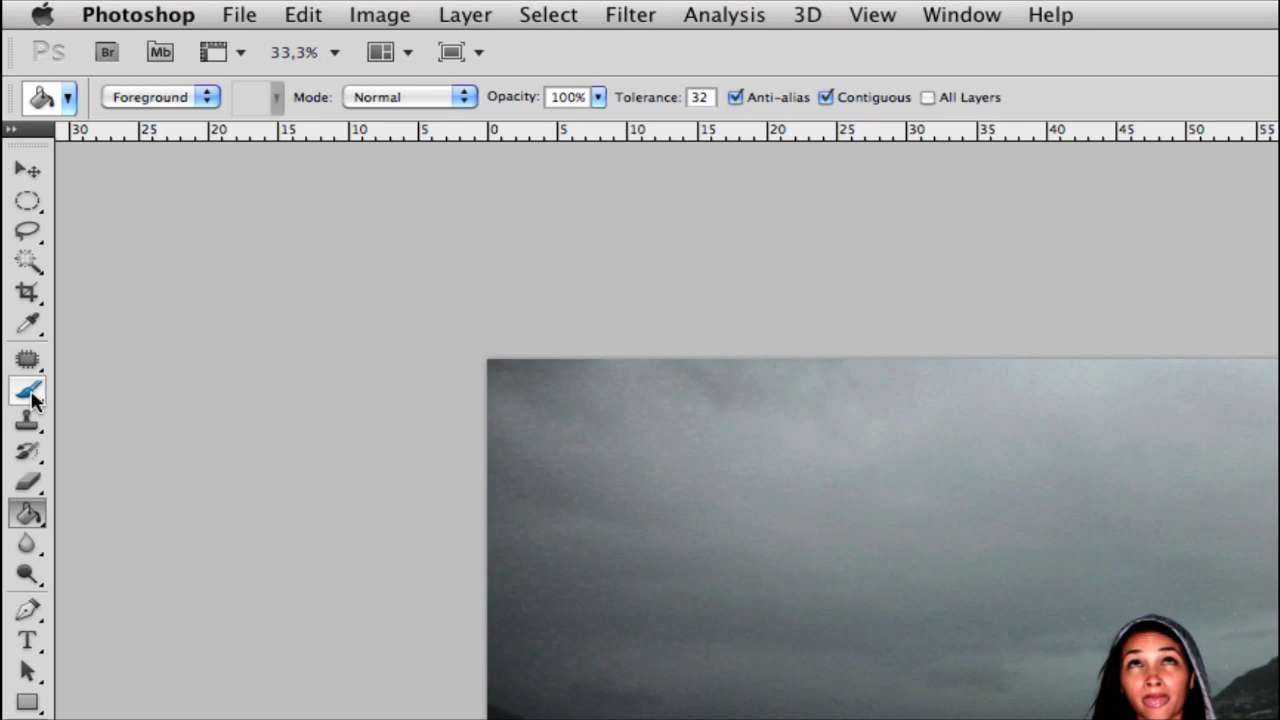 Photoshop File Edit Image Layer Select Filter Analysis 3D View Window Help
Ps Br Mb 33,3%
Foreground Mode: Normal Opacity: 100% Tolerance: 32 Anti-alias Contiguous All Layers
30 25 20 15 10 5 0 5 10 15 20 25 30 35 40 45 50 55
T